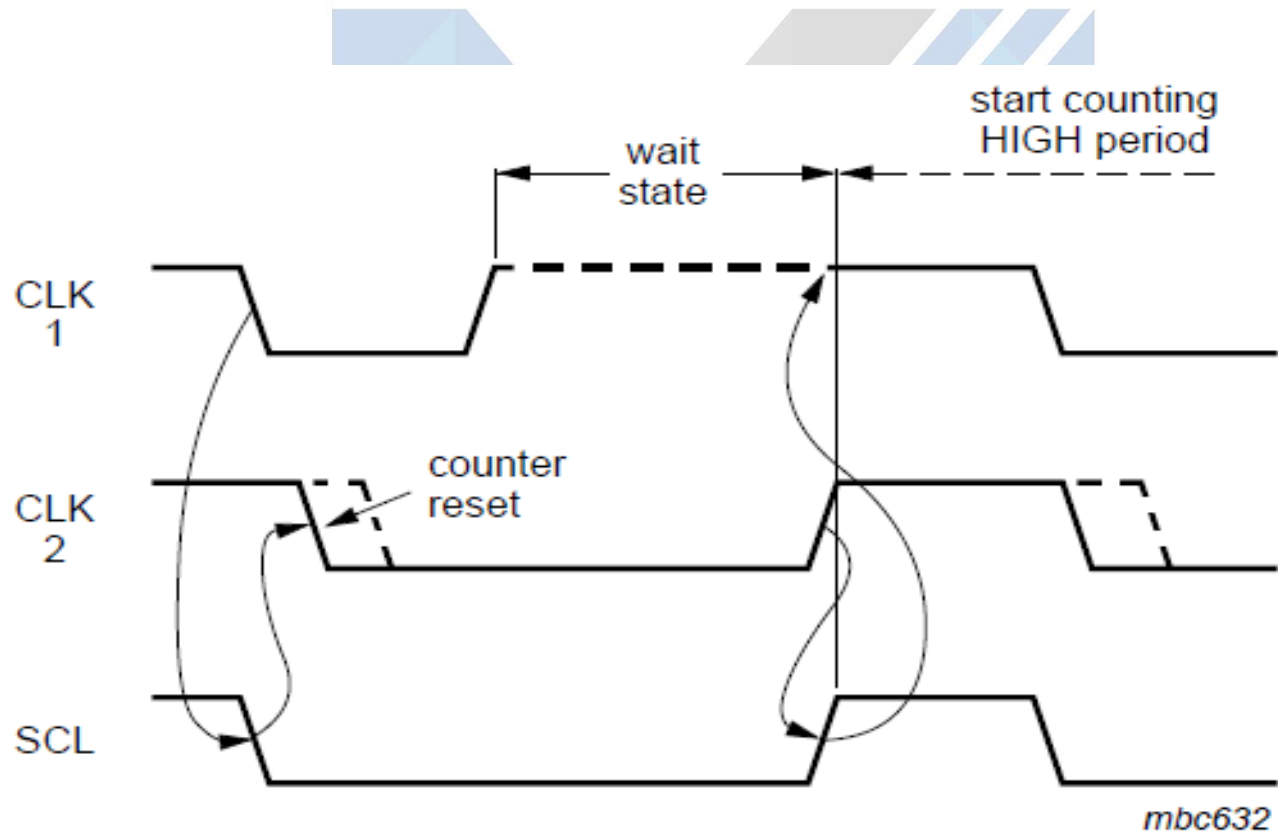 start counting
HIGH period
wait
state
CLK
1
counter
reset
CLK
2
SCL
mbc632